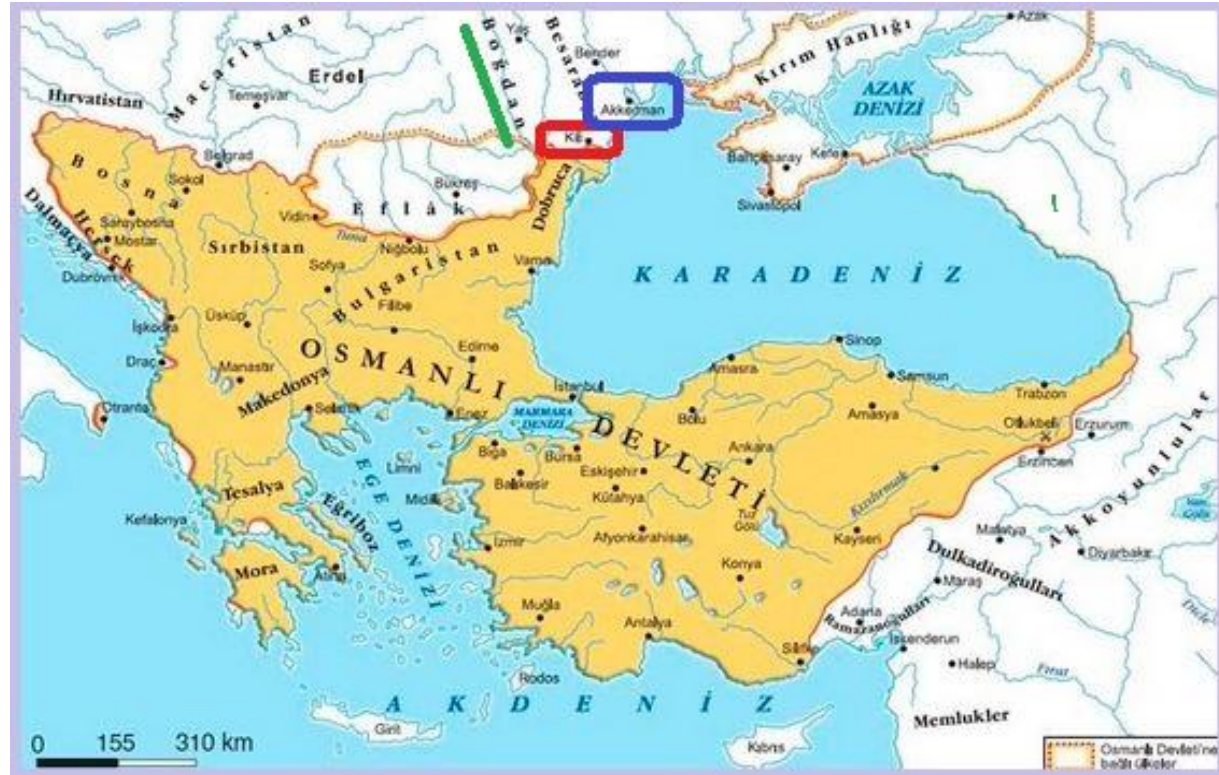 Azak
Yaş
Boğdan
Besarab
Bender
Kırım Hanlığı
Macaristan
Erdel
AZAK
DENİZİ
Hırvatistan
Temeşvar
Akkerman
Kili
Belgrad
Bahçesaray
Kefe
Bosna
Sokol
Bükreş
Dobruca
Sivastopol
Dalmaçya
Hersek
Saraybosna
Mostar
Vidin
Eflâk
Sırbistan
Tuna
Niğbolu
Dubrovnik
Sofya
Bulgaristan
Varna
KARADENİZ
Filibe
İşkodra
Üsküp
OSMANLI
Edirne
Sinop
Draç
Manastır
Makedonya
Amasra
Samsun
İstanbul
Trabzon
Otranta
Selanik
Enez
MARMARA
DENİZİ
Bolu
Amasya
Otlukbeli
Erzurum
DEVLETİ
Ankara
Erzincan
Limni
Biga
Bursa
Eskişehir
EGE DENİZİ
Balıkesir
Kütahya
Kızılırmak
Tesalya
Midilli
Tuz
Gölü
Akkoyunlular
Kefalonya
Eğriboz
İzmir
Afyonkarahisar
Kayseri
Malatya
Diyarbakır
Dulkadiroğulları
Mora
Atina
Konya
Maraş
Muğla
Antalya
Adana
Ramazanoğulları
Dicle
Silifke
İskenderun
Rodos
Halep
Fırat
AKDENİZ
Girit
Kıbrıs
Memlukler
0 155 310 km
Osmanlı Devleti'ne
bağlı ülkeler